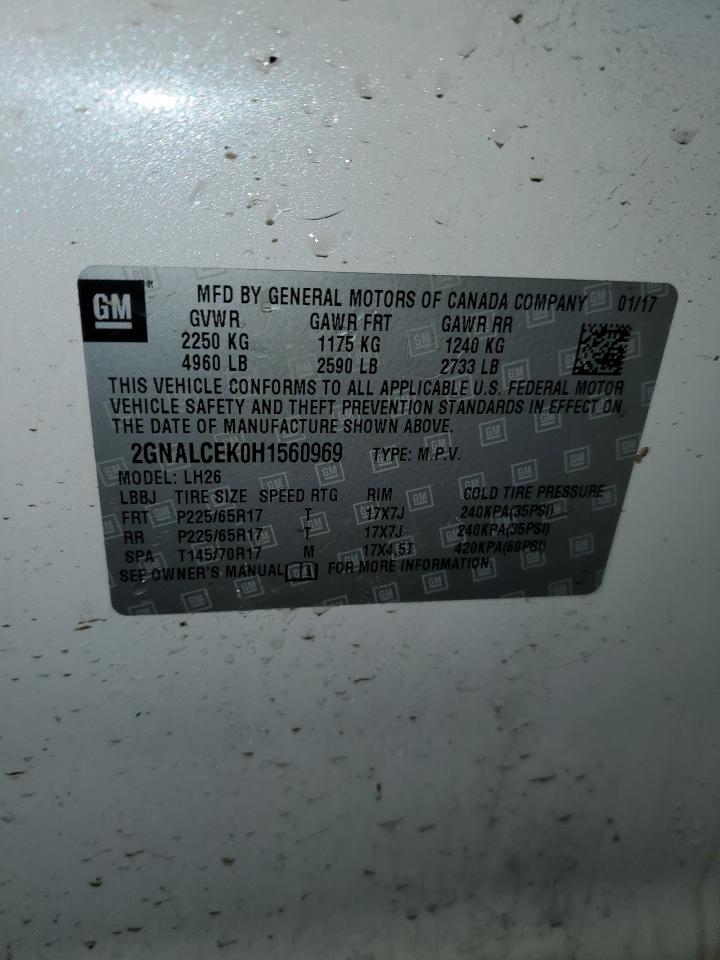 GM ® MFD BY GENERAL MOTORS OF CANADA COMPANY 01/17
GVWR GAWR FRT GAWR RR
2250 KG 1175 KG 1240 KG
4960 LB 2590 LB 2733 LB
THIS VEHICLE CONFORMS TO ALL APPLICABLE U.S. FEDERAL MOTOR
VEHICLE SAFETY AND THEFT PREVENTION STANDARDS IN EFFECT ON
THE DATE OF MANUFACTURE SHOWN ABOVE.
2GNALCEK0H1560969 TYPE: M.P.V.
MODEL: LH26
LBBJ TIRE SIZE SPEED RTG RIM COLD TIRE PRESSURE
FRT P225/65R17 T 17X7J 240KPA(35PSI)
RR P225/65R17 T 17X7J 240KPA(35PSI)
SPA T145/70R17 M 17X4.5T 420KPA(60PSI)
SEE OWNER'S MANUAL FOR MORE INFORMATION.